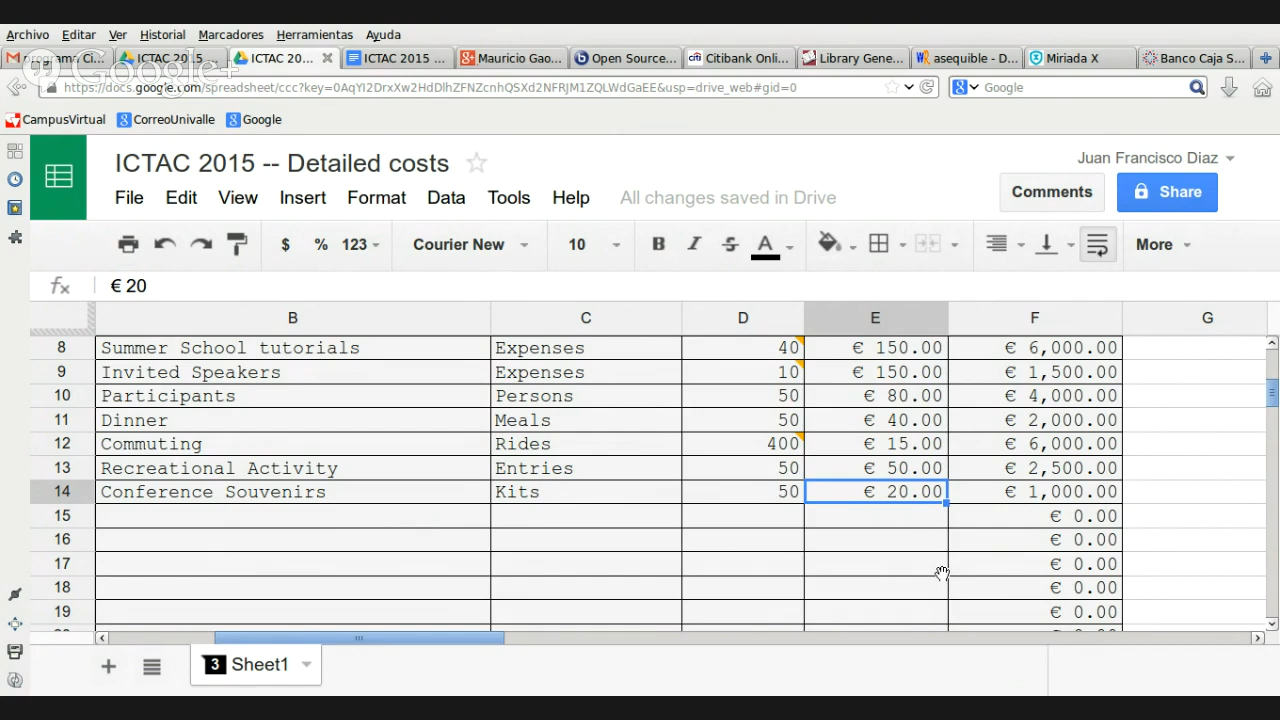 Archivo Editar Ver Historial Marcadores Herramientas Ayuda
programa Ci... ICTAC 2015 ... ICTAC 20... ICTAC 2015 ... Mauricio Gao... Open Source... Citibank Onli... Library Gene... asequible - D... Miriada X Banco Caja S...
Google+
https://docs.google.com/spreadsheet/ccc?key=0AqYI2DrxXw2HdDlhZFNZcnhQSXd2NFRJM1ZQLWdGaEE&usp=drive_web#gid=0 Google
CampusVirtual CorreoUnivalle Google
ICTAC 2015 -- Detailed costs Juan Francisco Diaz
File Edit View Insert Format Data Tools Help All changes saved in Drive Comments Share
$ % 123 Courier New 10 B I S A More
fx € 20
B C D E F G
8 Summer School tutorials Expenses 40 € 150.00 € 6,000.00
9 Invited Speakers Expenses 10 € 150.00 € 1,500.00
10 Participants Persons 50 € 80.00 € 4,000.00
11 Dinner Meals 50 € 40.00 € 2,000.00
12 Commuting Rides 400 € 15.00 € 6,000.00
13 Recreational Activity Entries 50 € 50.00 € 2,500.00
14 Conference Souvenirs Kits 50 € 20.00 € 1,000.00
15 € 0.00
16 € 0.00
17 € 0.00
18 € 0.00
19 € 0.00
3 Sheet1